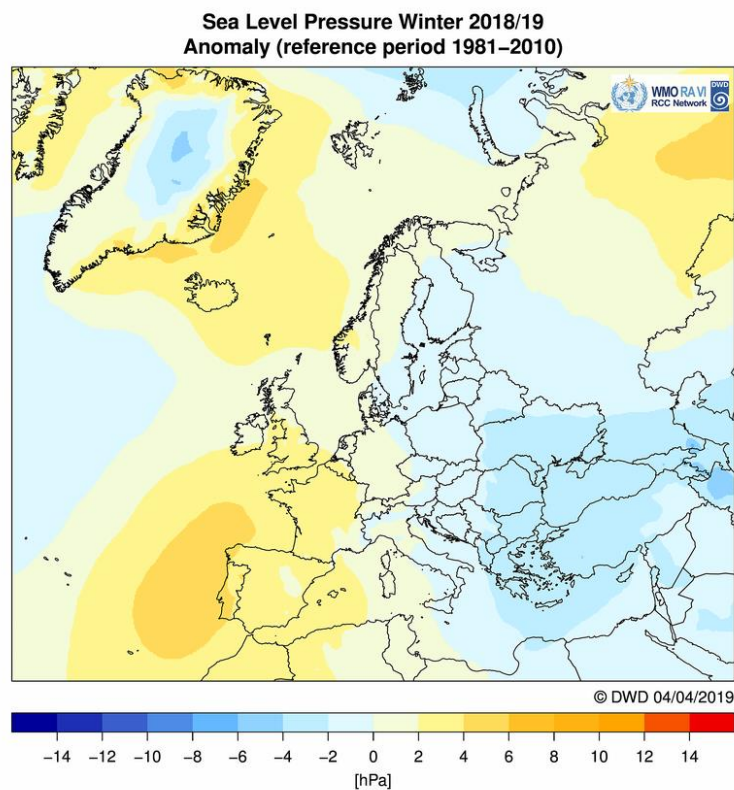 Sea Level Pressure Winter 2018/19
Anomaly (reference period 1981−2010)
WMO RA VI
RCC Network
DWD
© DWD 04/04/2019
−14 −12 −10 −8 −6 −4 −2 0 2 4 6 8 10 12 14
[hPa]